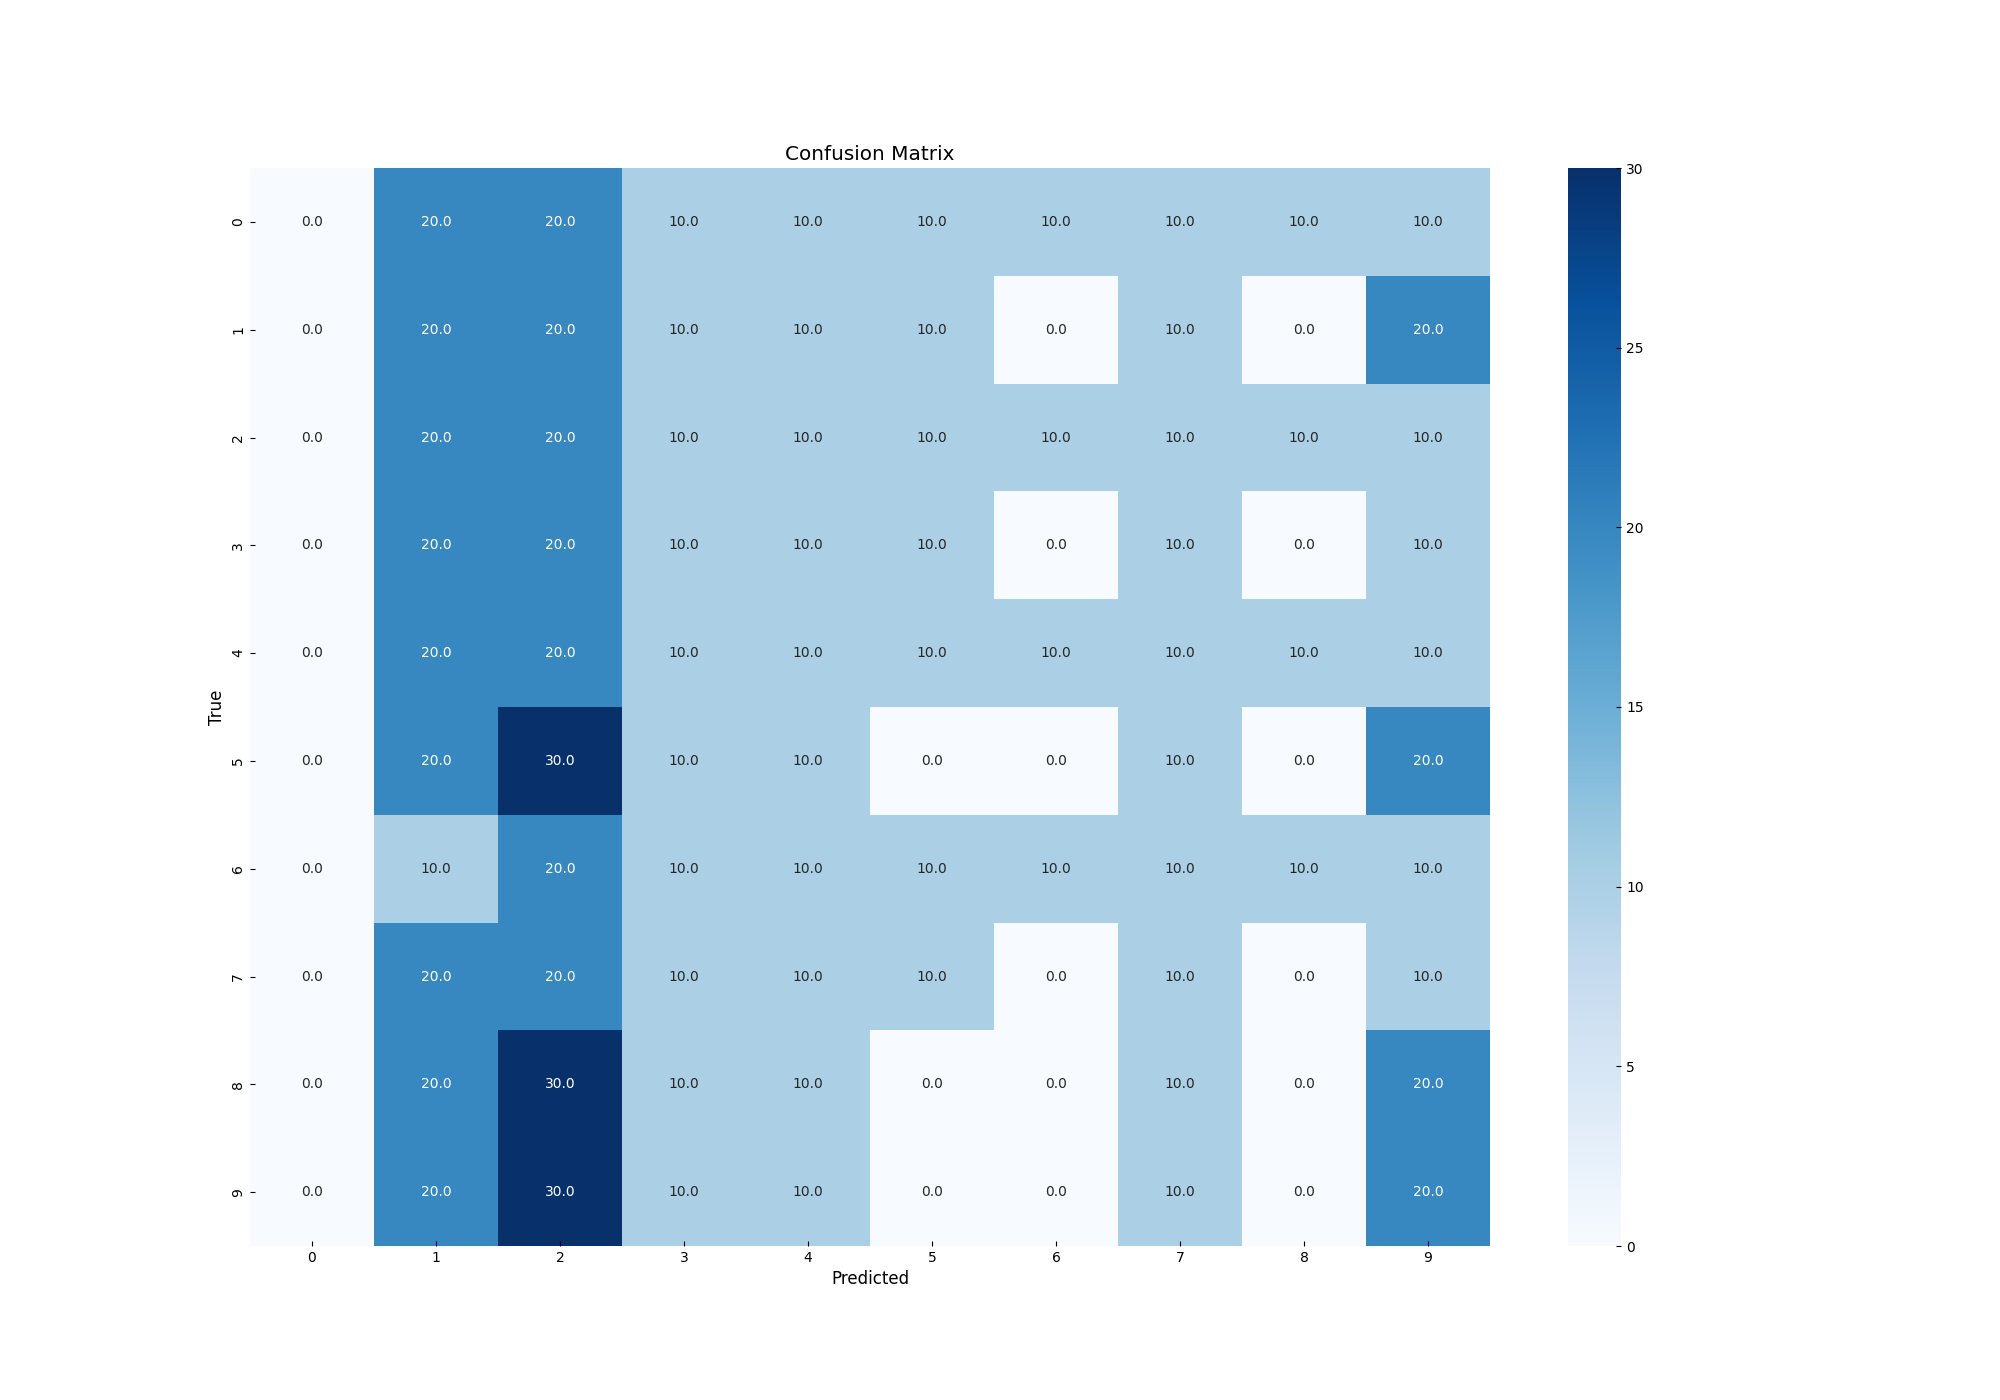 Confusion Matrix
0 0.0 20.0 20.0 10.0 10.0 10.0 10.0 10.0 10.0 10.0
1 0.0 20.0 20.0 10.0 10.0 10.0 0.0 10.0 0.0 20.0
2 0.0 20.0 20.0 10.0 10.0 10.0 10.0 10.0 10.0 10.0
3 0.0 20.0 20.0 10.0 10.0 10.0 0.0 10.0 0.0 10.0
4 0.0 20.0 20.0 10.0 10.0 10.0 10.0 10.0 10.0 10.0
True
5 0.0 20.0 30.0 10.0 10.0 0.0 0.0 10.0 0.0 20.0
6 0.0 10.0 20.0 10.0 10.0 10.0 10.0 10.0 10.0 10.0
7 0.0 20.0 20.0 10.0 10.0 10.0 0.0 10.0 0.0 10.0
8 0.0 20.0 30.0 10.0 10.0 0.0 0.0 10.0 0.0 20.0
9 0.0 20.0 30.0 10.0 10.0 0.0 0.0 10.0 0.0 20.0
0 1 2 3 4 5 6 7 8 9
Predicted
30
25
20
15
10
5
0